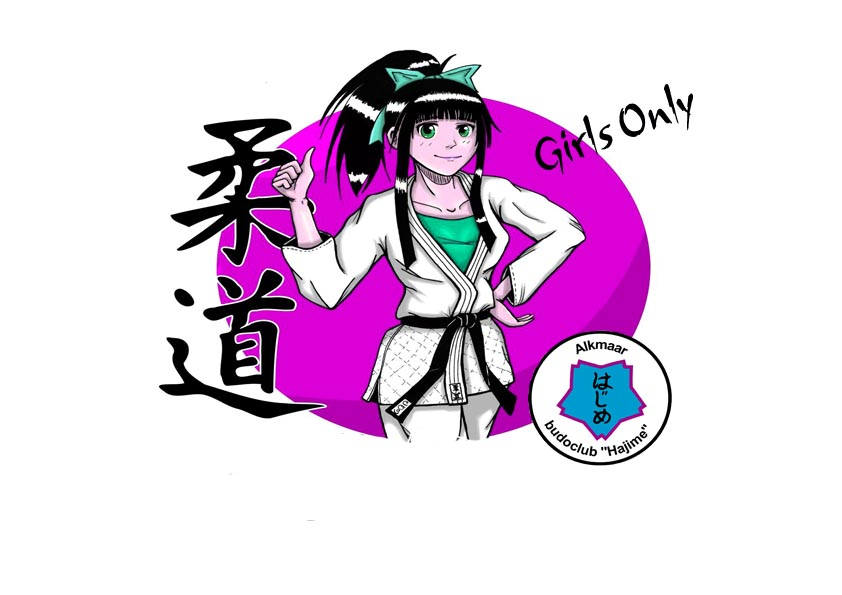 柔道
Girls Only
Alkmaar
はじめ
budoclub "Hajime"